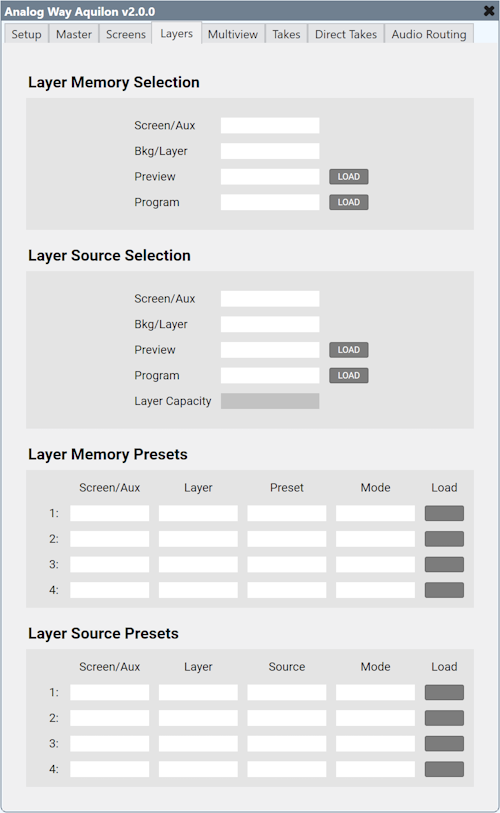 Analog Way Aquilon v2.0.0
Setup Master Screens Layers Multiview Takes Direct Takes Audio Routing
Layer Memory Selection
Screen/Aux
Bkg/Layer
Preview LOAD
Program LOAD
Layer Source Selection
Screen/Aux
Bkg/Layer
Preview LOAD
Program LOAD
Layer Capacity
Layer Memory Presets
Screen/Aux Layer Preset Mode Load
1:
2:
3:
4:
Layer Source Presets
Screen/Aux Layer Source Mode Load
1:
2:
3:
4: